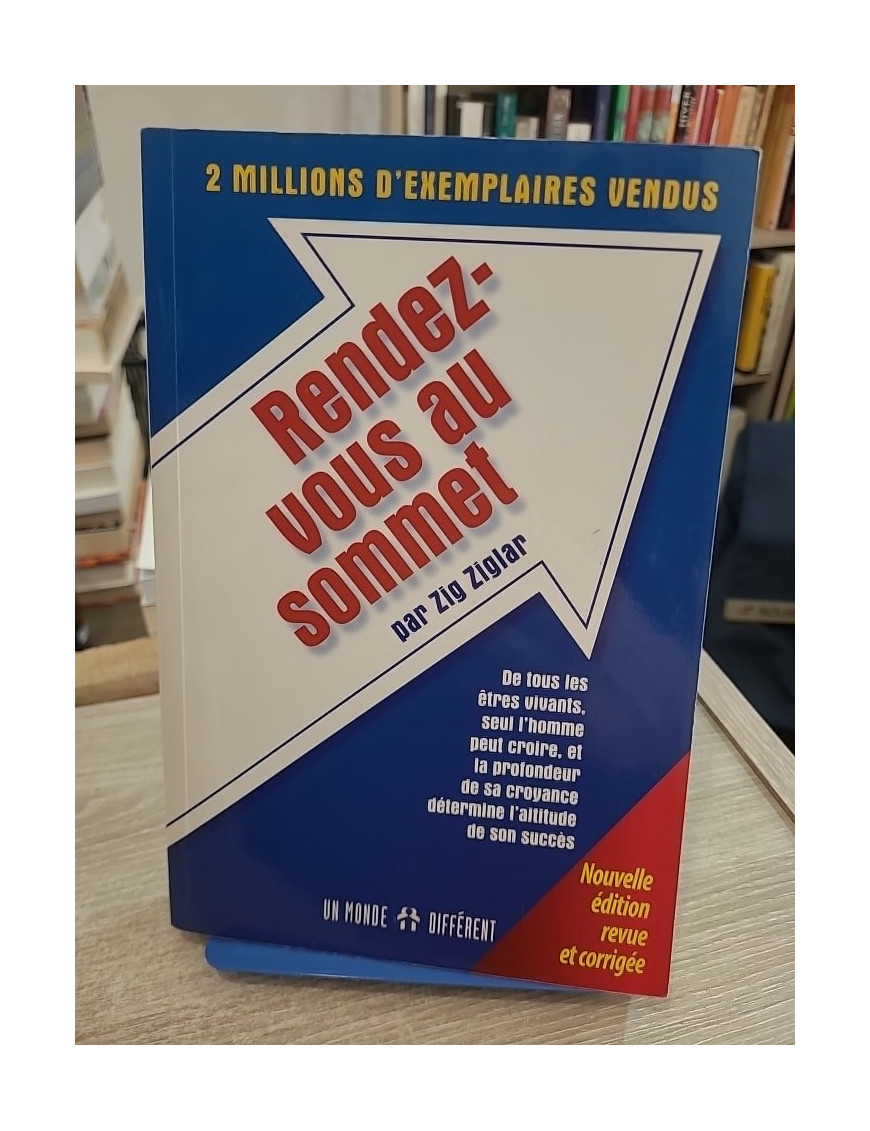 2 MILLIONS D'EXEMPLAIRES VENDUS
Rendez-
vous au
sommet
par Zig Ziglar
De tous les
êtres vivants,
seul l'homme
peut croire, et
la profondeur
de sa croyance
détermine l'altitude
de son succès
Nouvelle
édition
revue
et corrigée
UN MONDE DIFFÉRENT